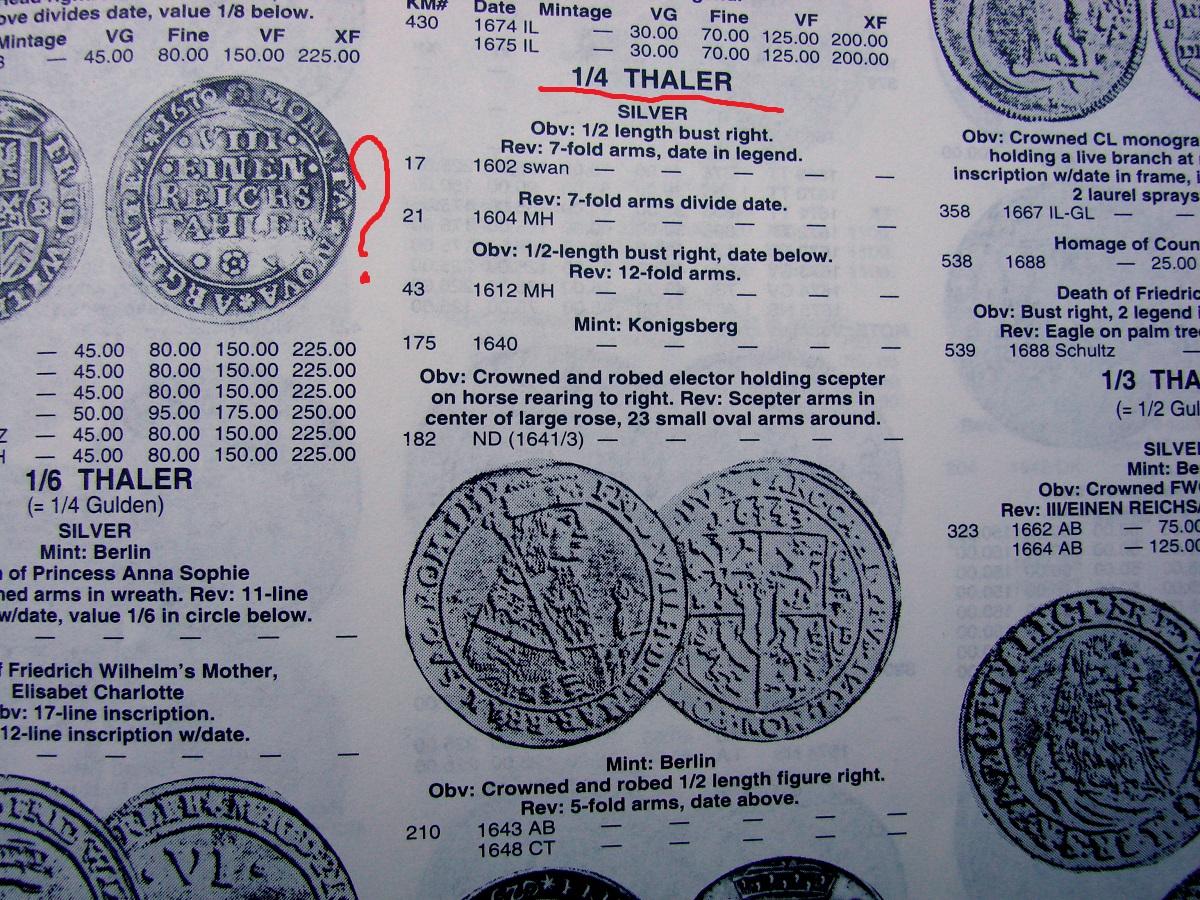 ove divides date, value 1/8 below.
Mintage VG Fine VF XF
— 45.00 80.00 150.00 225.00
·VIII·
EINEN
REICHS
TAHLER
— 45.00 80.00 150.00 225.00
— 45.00 80.00 150.00 225.00
— 45.00 80.00 150.00 225.00
— 50.00 95.00 175.00 250.00
Z — 45.00 80.00 150.00 225.00
H — 45.00 80.00 150.00 225.00
1/6 THALER
(= 1/4 Gulden)
SILVER
Mint: Berlin
of Princess Anna Sophie
ned arms in wreath. Rev: 11-line
w/date, value 1/6 in circle below.
— — — — —
f Friedrich Wilhelm's Mother,
Elisabet Charlotte
bv: 17-line inscription.
12-line inscription w/date.
— — — — —
·VI·
KM# Date Mintage VG Fine VF XF
430 1674 IL — 30.00 70.00 125.00 200.00
1675 IL — 30.00 70.00 125.00 200.00
1/4 THALER
?
SILVER
Obv: 1/2 length bust right.
Rev: 7-fold arms, date in legend.
17 1602 swan — — — — —
Rev: 7-fold arms divide date.
21 1604 MH — — — — —
Obv: 1/2-length bust right, date below.
Rev: 12-fold arms.
43 1612 MH — — — — —
Mint: Konigsberg
175 1640 — — — — —
Obv: Crowned and robed elector holding scepter
on horse rearing to right. Rev: Scepter arms in
center of large rose, 23 small oval arms around.
182 ND (1641/3) — — — — —
Mint: Berlin
Obv: Crowned and robed 1/2 length figure right.
Rev: 5-fold arms, date above.
210 1643 AB — — — — —
1648 CT — — — — —
Obv: Crowned CL monogra
holding a live branch at
inscription w/date in frame, i
2 laurel sprays
358 1667 IL-GL — —
Homage of Coun
538 1688 — 25.00
Death of Friedric
Obv: Bust right, 2 legend i
Rev: Eagle on palm tre
539 1688 Schultz —
1/3 THA
(= 1/2 Gul
SILVE
Mint: Be
Obv: Crowned FW
Rev: III/EINEN REICHS/
323 1662 AB — 75.00
1664 AB — 125.00